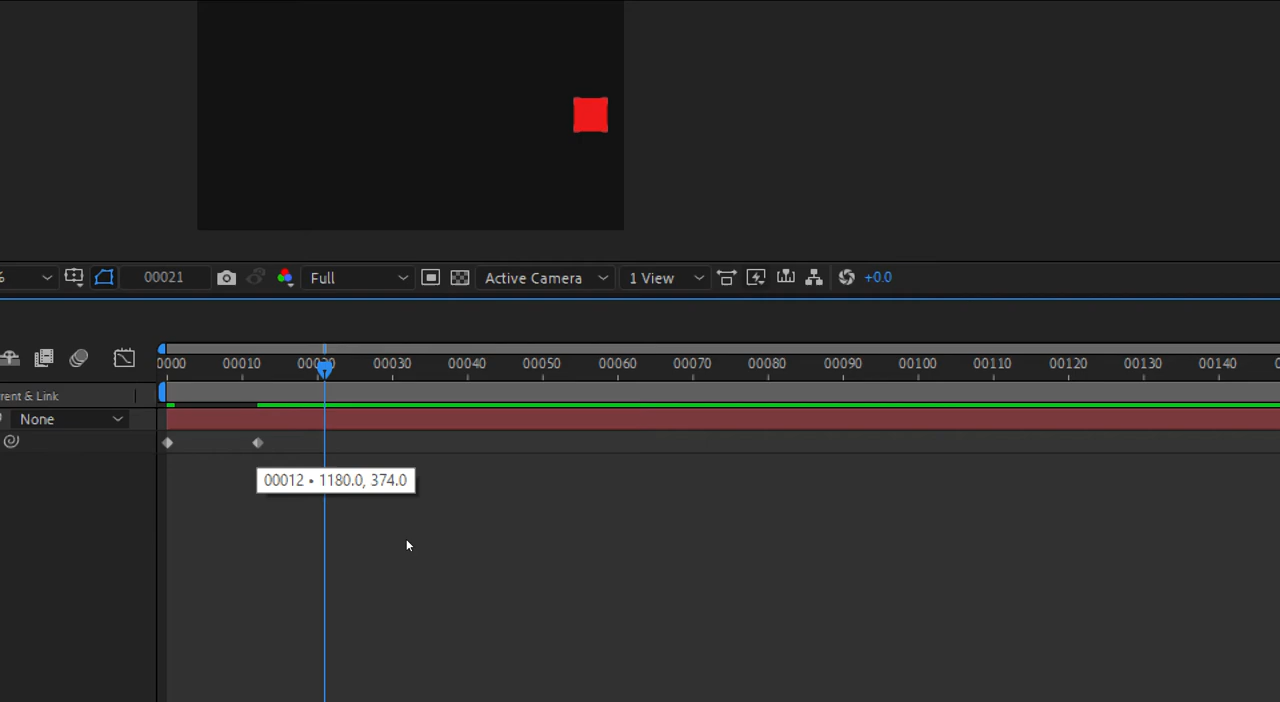 %
00021
Full
Active Camera
1 View
+0.0
0000 00010 00020 00030 00040 00050 00060 00070 00080 00090 00100 00110 00120 00130 00140
rent & Link
None
00012 • 1180.0, 374.0